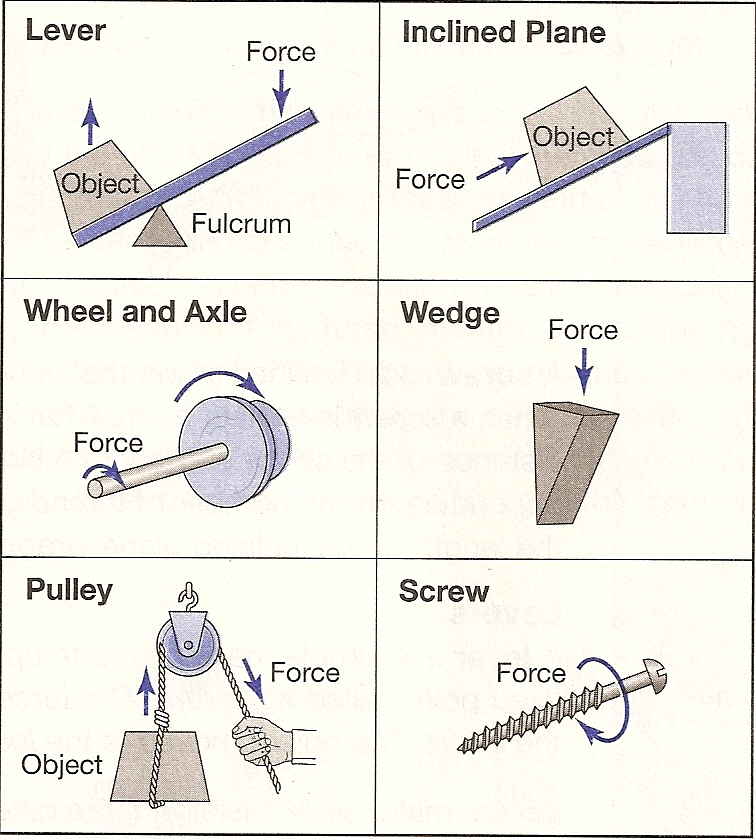 Lever
Force
Object
Fulcrum
Inclined Plane
Object
Force
Wheel and Axle
Force
Wedge
Force
Pulley
Force
Object
Screw
Force